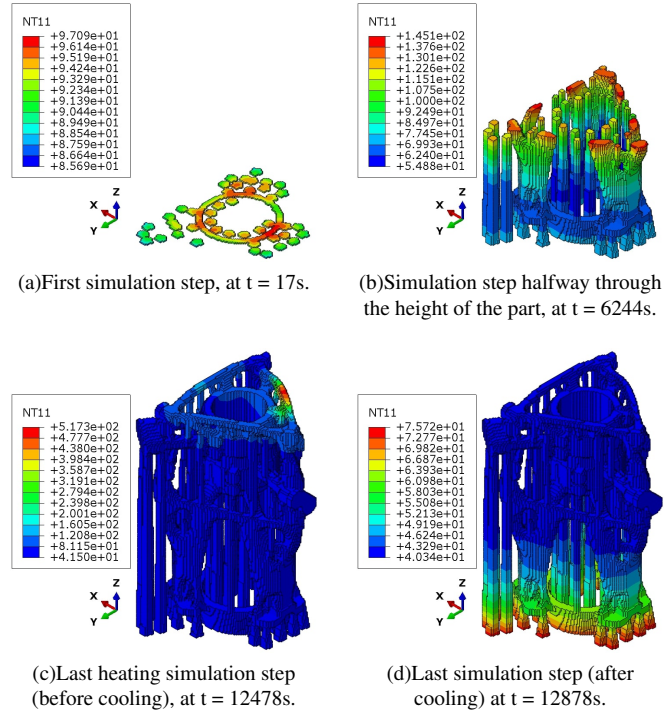 NT11
+9.709e+01
+9.614e+01
+9.519e+01
+9.424e+01
+9.329e+01
+9.234e+01
+9.139e+01
+9.044e+01
+8.949e+01
+8.854e+01
+8.759e+01
+8.664e+01
+8.569e+01
Z
X
Y
(a)First simulation step, at t = 17s.
NT11
+1.451e+02
+1.376e+02
+1.301e+02
+1.226e+02
+1.151e+02
+1.075e+02
+1.000e+02
+9.249e+01
+8.497e+01
+7.745e+01
+6.993e+01
+6.240e+01
+5.488e+01
Z
X
Y
(b)Simulation step halfway through
the height of the part, at t = 6244s.
NT11
+5.173e+02
+4.777e+02
+4.380e+02
+3.984e+02
+3.587e+02
+3.191e+02
+2.794e+02
+2.398e+02
+2.001e+02
+1.605e+02
+1.208e+02
+8.115e+01
+4.150e+01
Z
X
Y
(c)Last heating simulation step
(before cooling), at t = 12478s.
NT11
+7.572e+01
+7.277e+01
+6.982e+01
+6.687e+01
+6.393e+01
+6.098e+01
+5.803e+01
+5.508e+01
+5.213e+01
+4.919e+01
+4.624e+01
+4.329e+01
+4.034e+01
Z
X
Y
(d)Last simulation step (after
cooling) at t = 12878s.